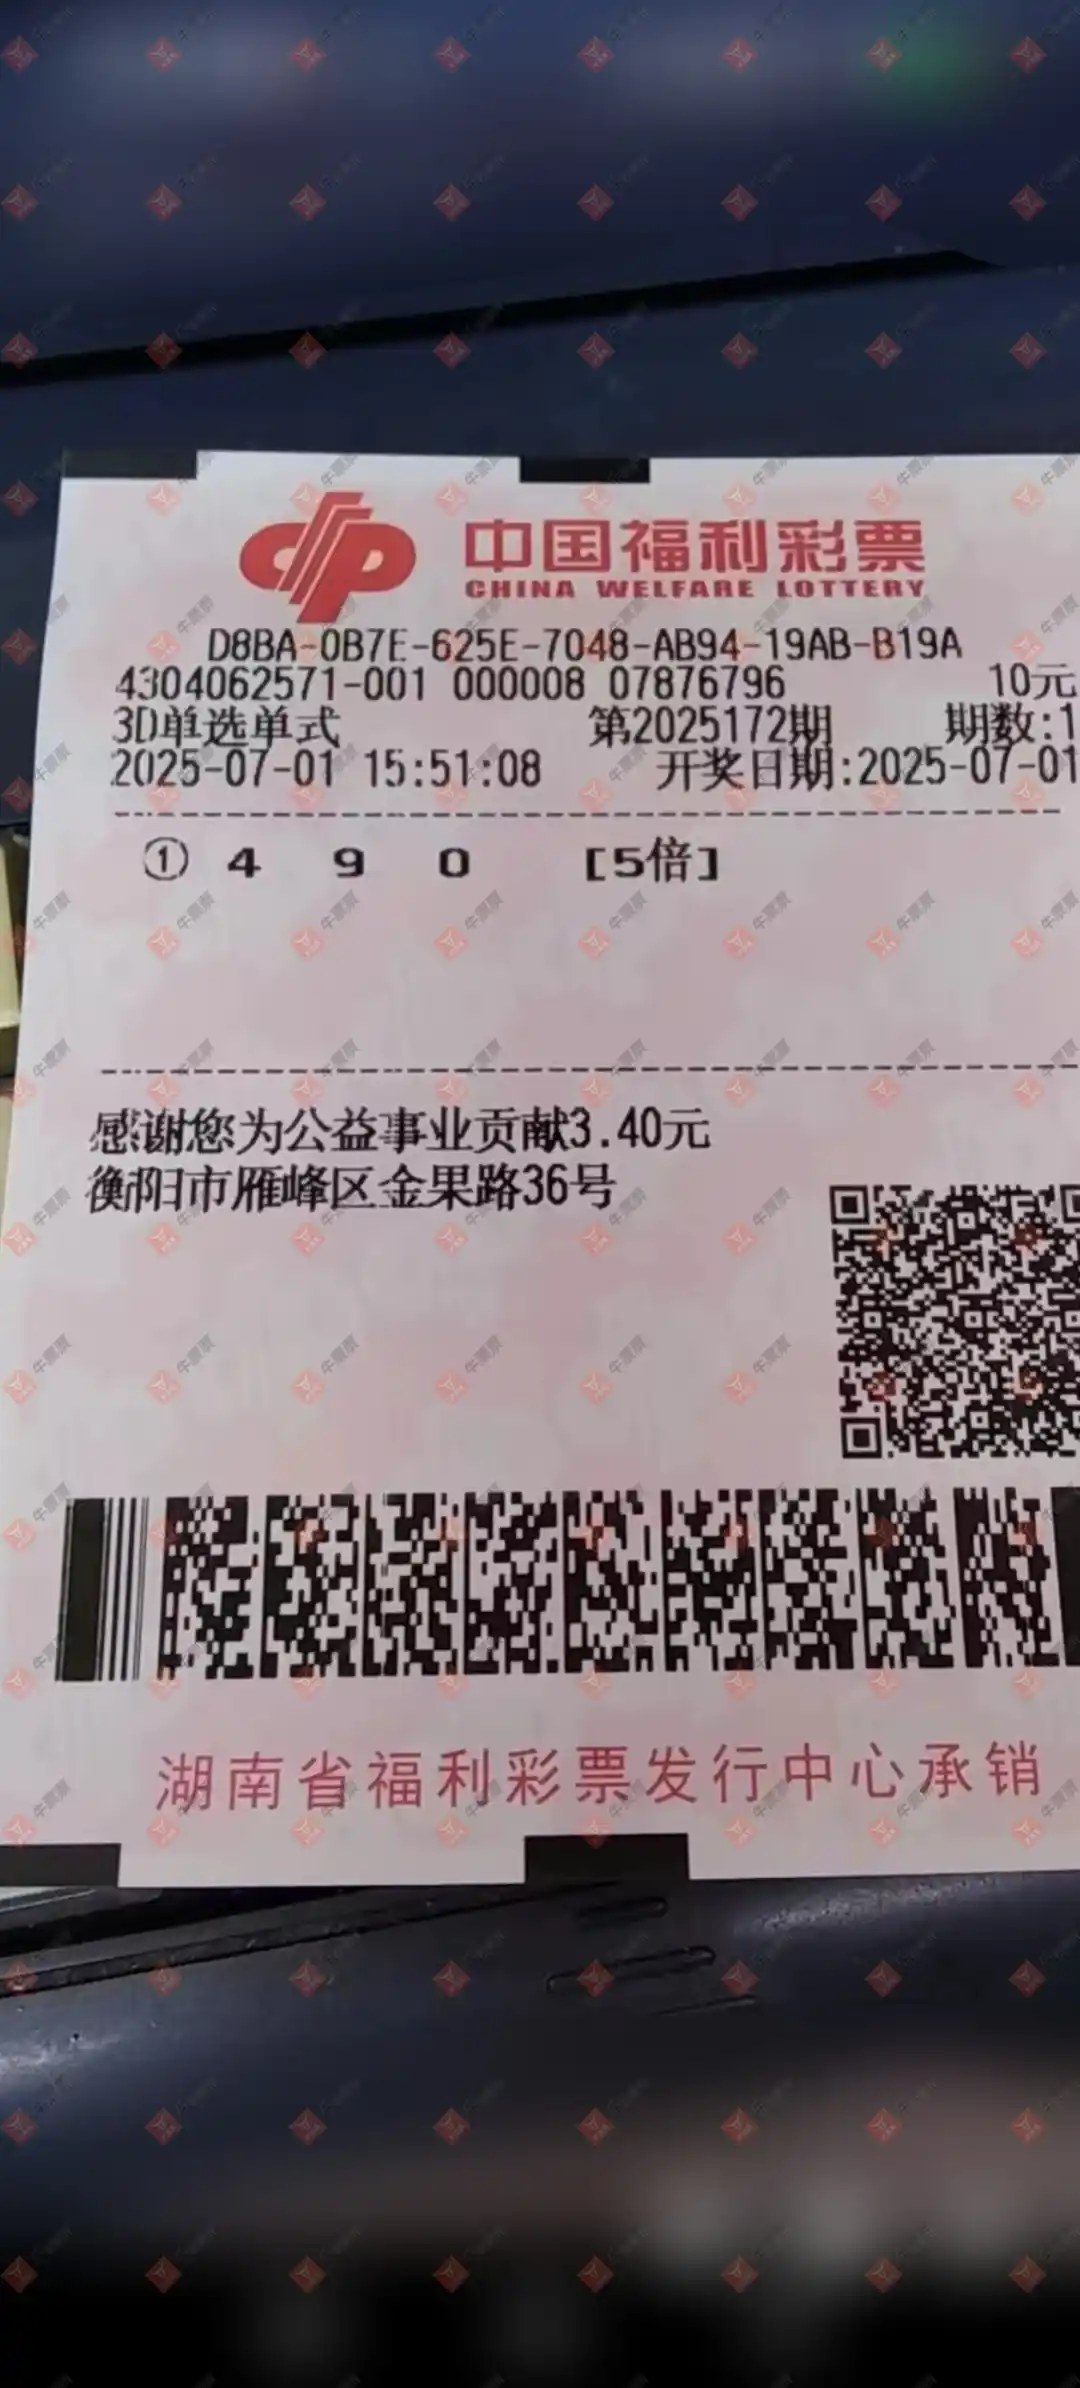 中国福利彩票
CHINA WELFARE LOTTERY
D8BA-0B7E-625E-7048-AB94-19AB-B19A
4304062571-001 000008 07876796 10元
3D单选单式 第2025172期 期数:1
2025-07-01 15:51:08 开奖日期:2025-07-01
① 4 9 0 [5倍]
感谢您为公益事业贡献3.40元
衡阳市雁峰区金果路36号
湖南省福利彩票发行中心承销
牛票票